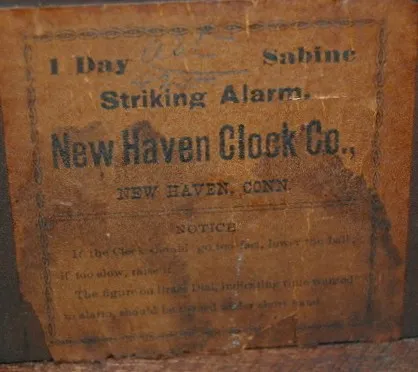 1 Day Sabine
Striking Alarm.
New Haven Clock Co.,
NEW HAVEN, CONN.
NOTICE
If the Clock should go too fast, lower the ball;
if too slow, raise it.
The figure on Brass Dial, indicating time wanted
to alarm, should be turned under short hand.